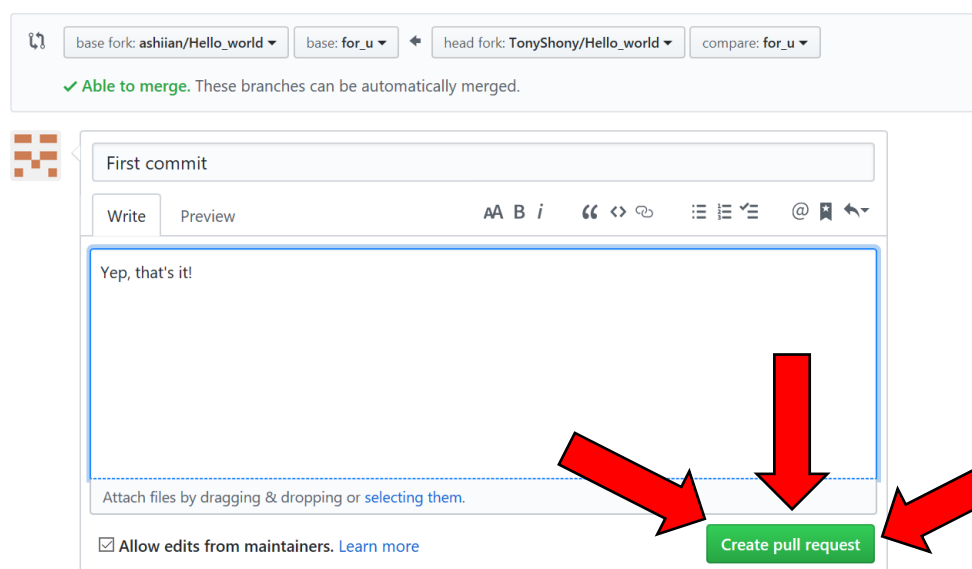 base fork: ashiian/Hello_world base: for_u head fork: TonyShony/Hello_world compare: for_u
Able to merge. These branches can be automatically merged.
First commit
Write Preview AA B i @
Yep, that's it!
Attach files by dragging & dropping or selecting them.
Allow edits from maintainers. Learn more Create pull request